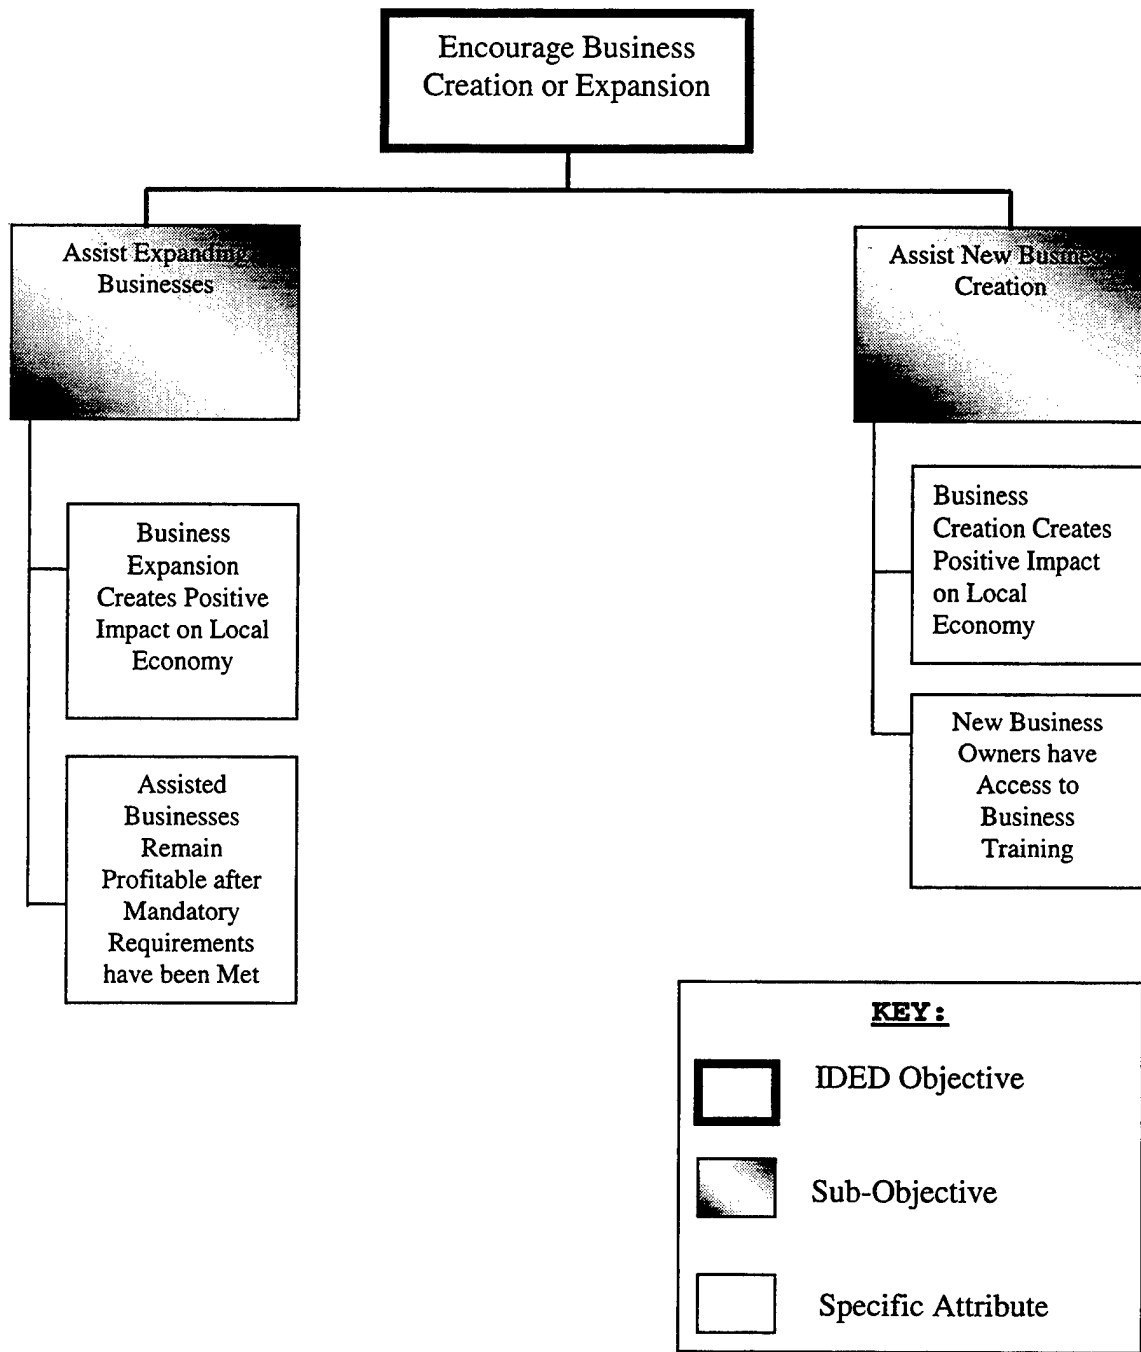 Encourage Business
Creation or Expansion
Assist Expanding
Businesses
Assist New Business
Creation
Business
Expansion
Creates Positive
Impact on Local
Economy
Assisted
Businesses
Remain
Profitable after
Mandatory
Requirements
have been Met
Business
Creation Creates
Positive Impact
on Local
Economy
New Business
Owners have
Access to
Business
Training
KEY:
IDED Objective
Sub-Objective
Specific Attribute